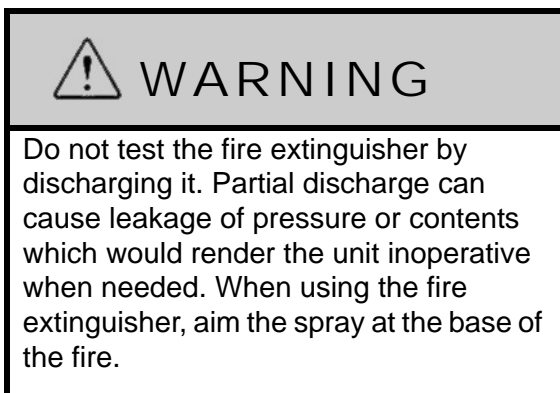 WARNING
Do not test the fire extinguisher by
discharging it. Partial discharge can
cause leakage of pressure or contents
which would render the unit inoperative
when needed. When using the fire
extinguisher, aim the spray at the base of
the fire.